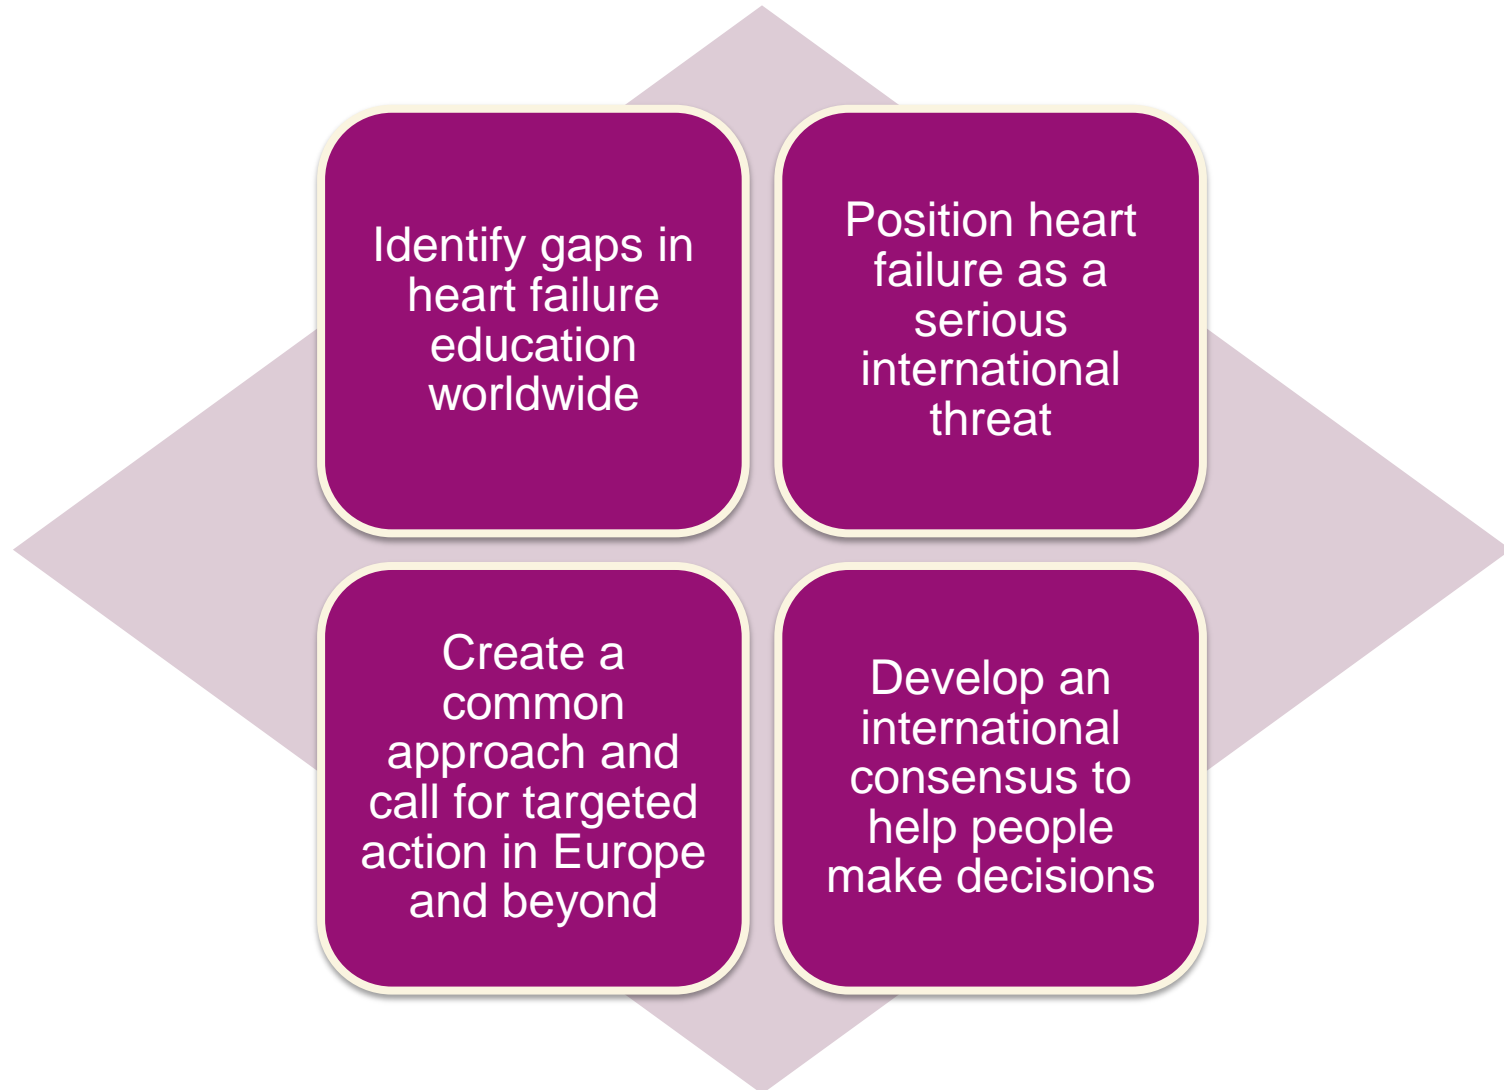 Identify gaps in
heart failure
education
worldwide
Position heart
failure as a
serious
international
threat
Create a
common
approach and
call for targeted
action in Europe
and beyond
Develop an
international
consensus to
help people
make decisions